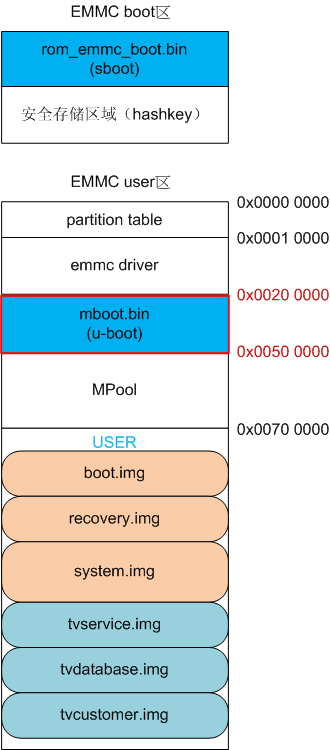 EMMC boot区
rom_emmc_boot.bin
(sboot)
安全存储区域（hashkey）
EMMC user区
0x0000 0000
partition table
0x0001 0000
emmc driver
0x0020 0000
mboot.bin
(u-boot)
0x0050 0000
MPool
0x0070 0000
USER
boot.img
recovery.img
system.img
tvservice.img
tvdatabase.img
tvcustomer.img